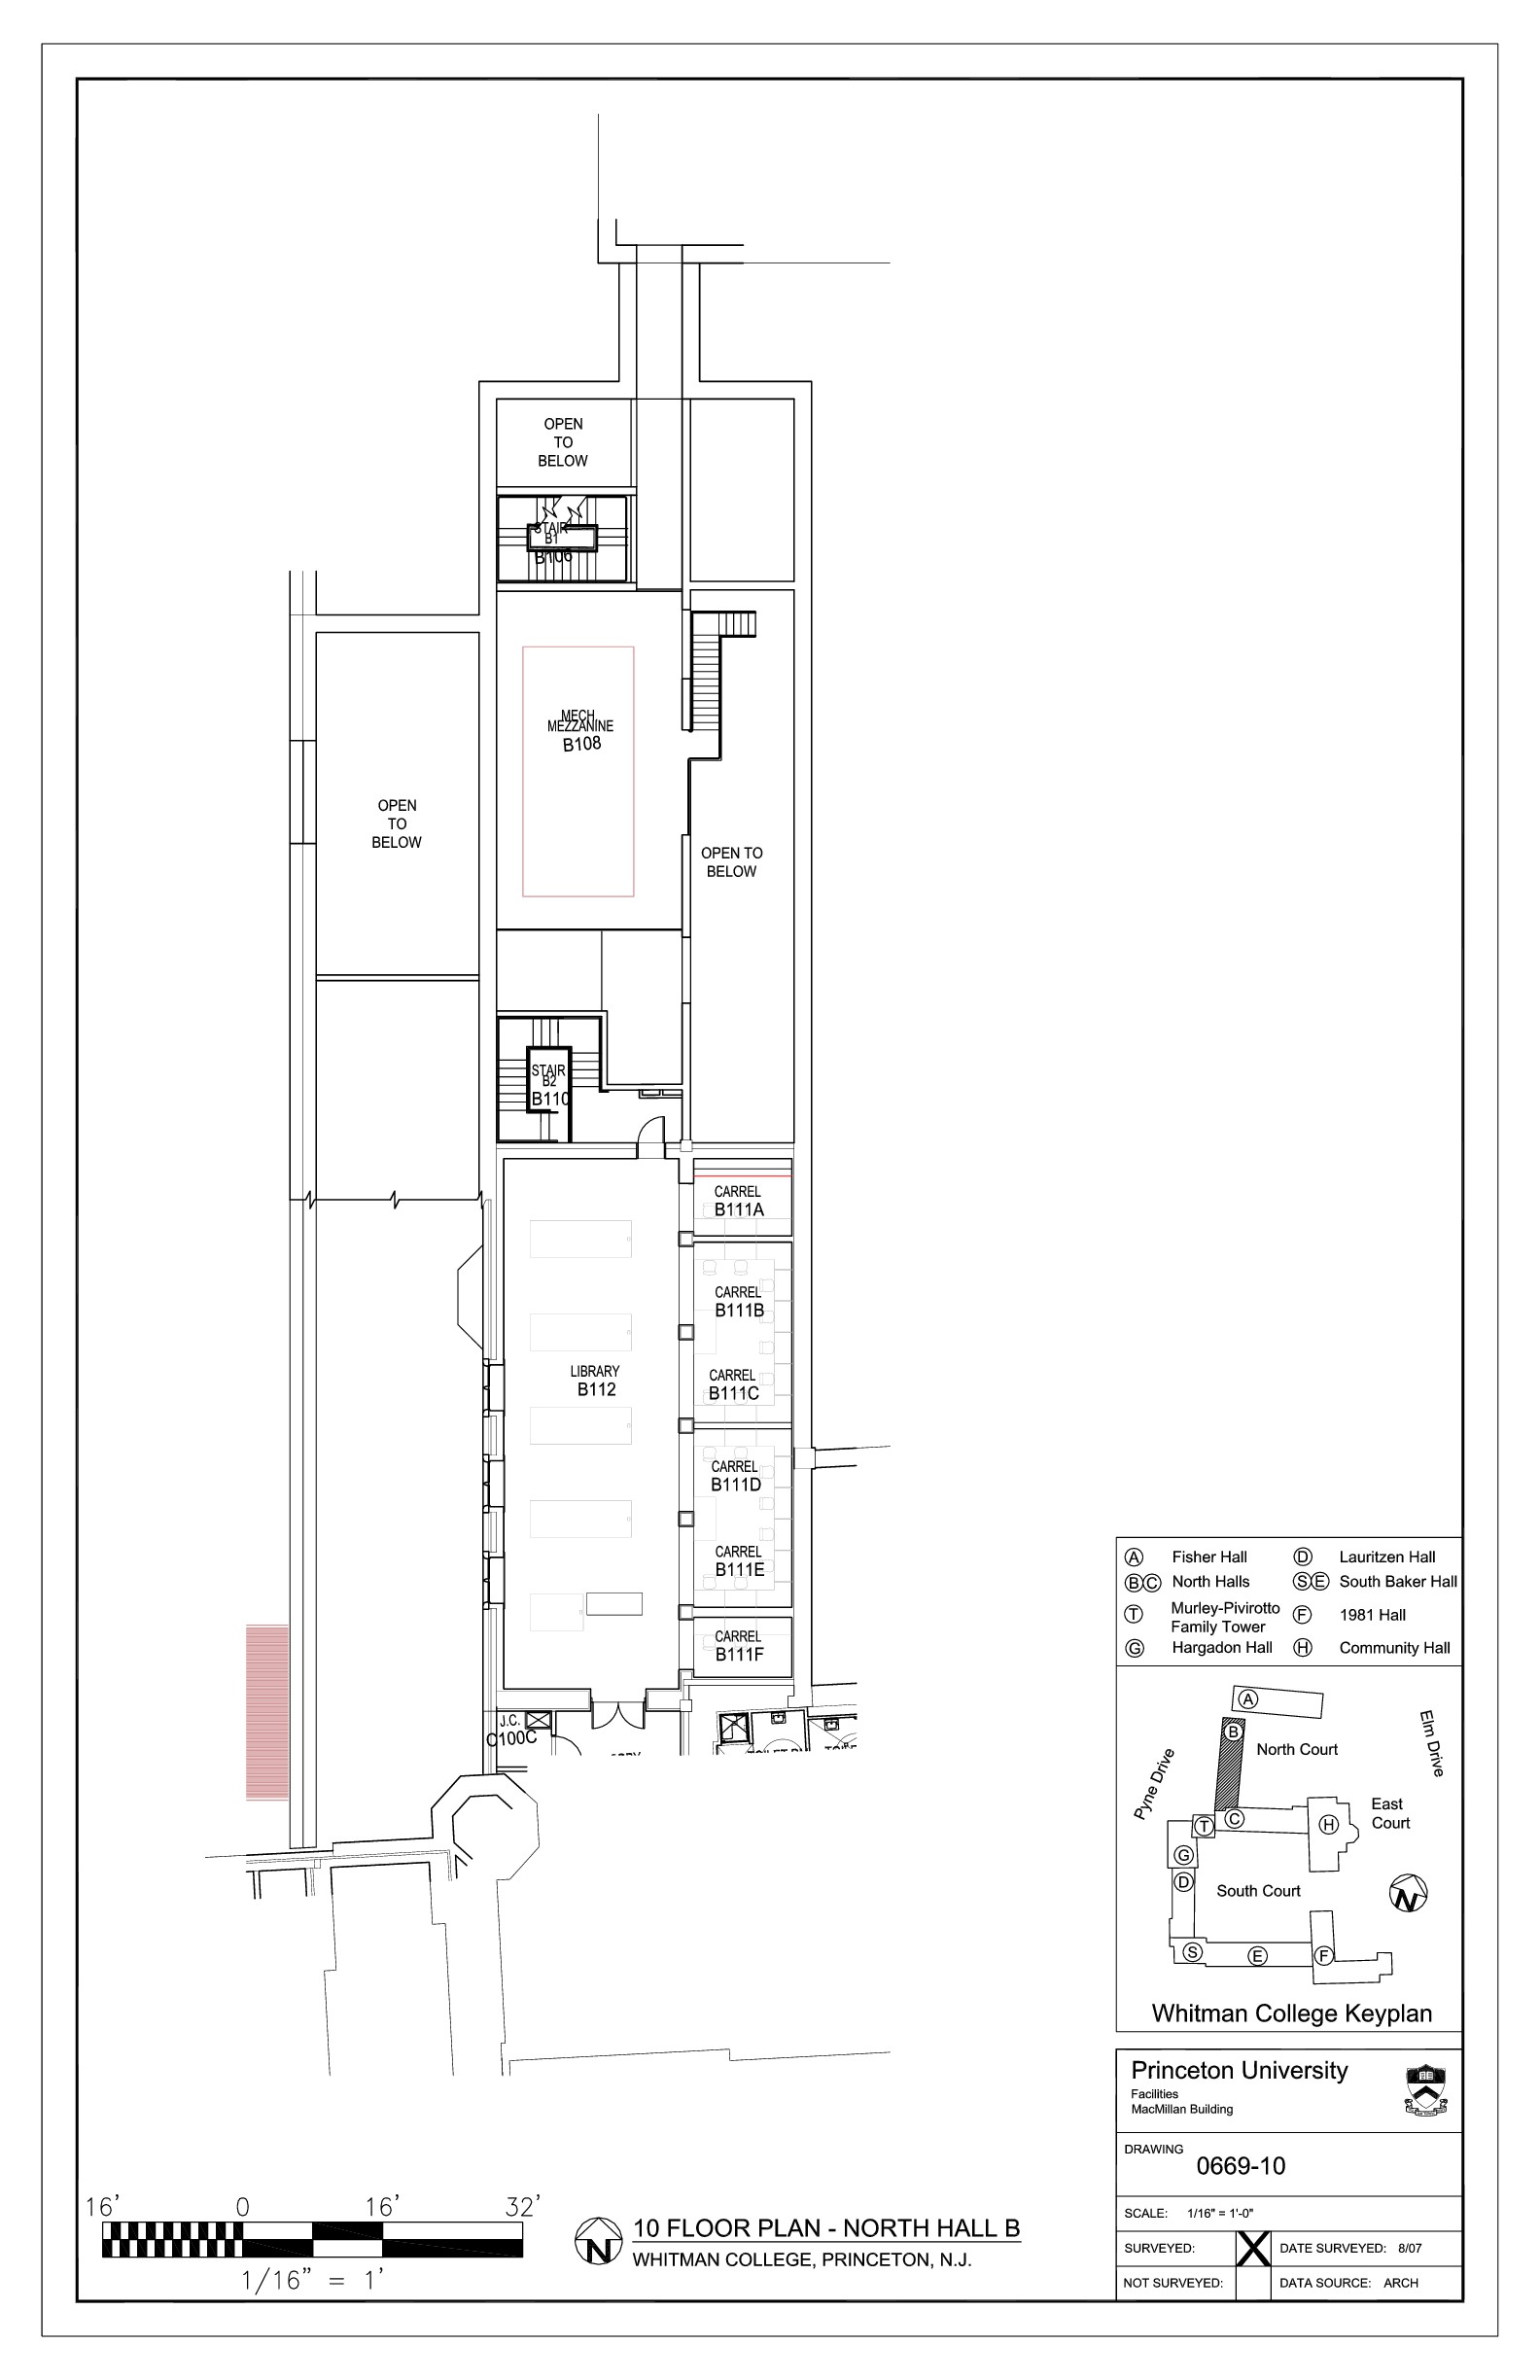 OPEN
TO
BELOW
STAIR
B1
B106
MECH
MEZZANINE
B108
OPEN
TO
BELOW
OPEN TO
BELOW
STAIR
B2
B110
CARREL
B111A
CARREL
B111B
LIBRARY
B112
CARREL
B111C
CARREL
B111D
CARREL
B111E
CARREL
B111F
J.C.
C100C
A Fisher Hall D Lauritzen Hall
B C North Halls S E South Baker Hall
T Murley-Pivirotto
Family Tower F 1981 Hall
G Hargadon Hall H Community Hall
A
B
North Court
Elm Drive
Pyne Drive
East
Court
T C H
G
D
South Court
N
S E F
Whitman College Keyplan
Princeton University
Facilities
MacMillan Building
DRAWING
0669-10
SCALE: 1/16" = 1'-0"
SURVEYED: X DATE SURVEYED: 8/07
NOT SURVEYED: DATA SOURCE: ARCH
16' 0 16' 32'
1/16" = 1'
N
10 FLOOR PLAN - NORTH HALL B
WHITMAN COLLEGE, PRINCETON, N.J.